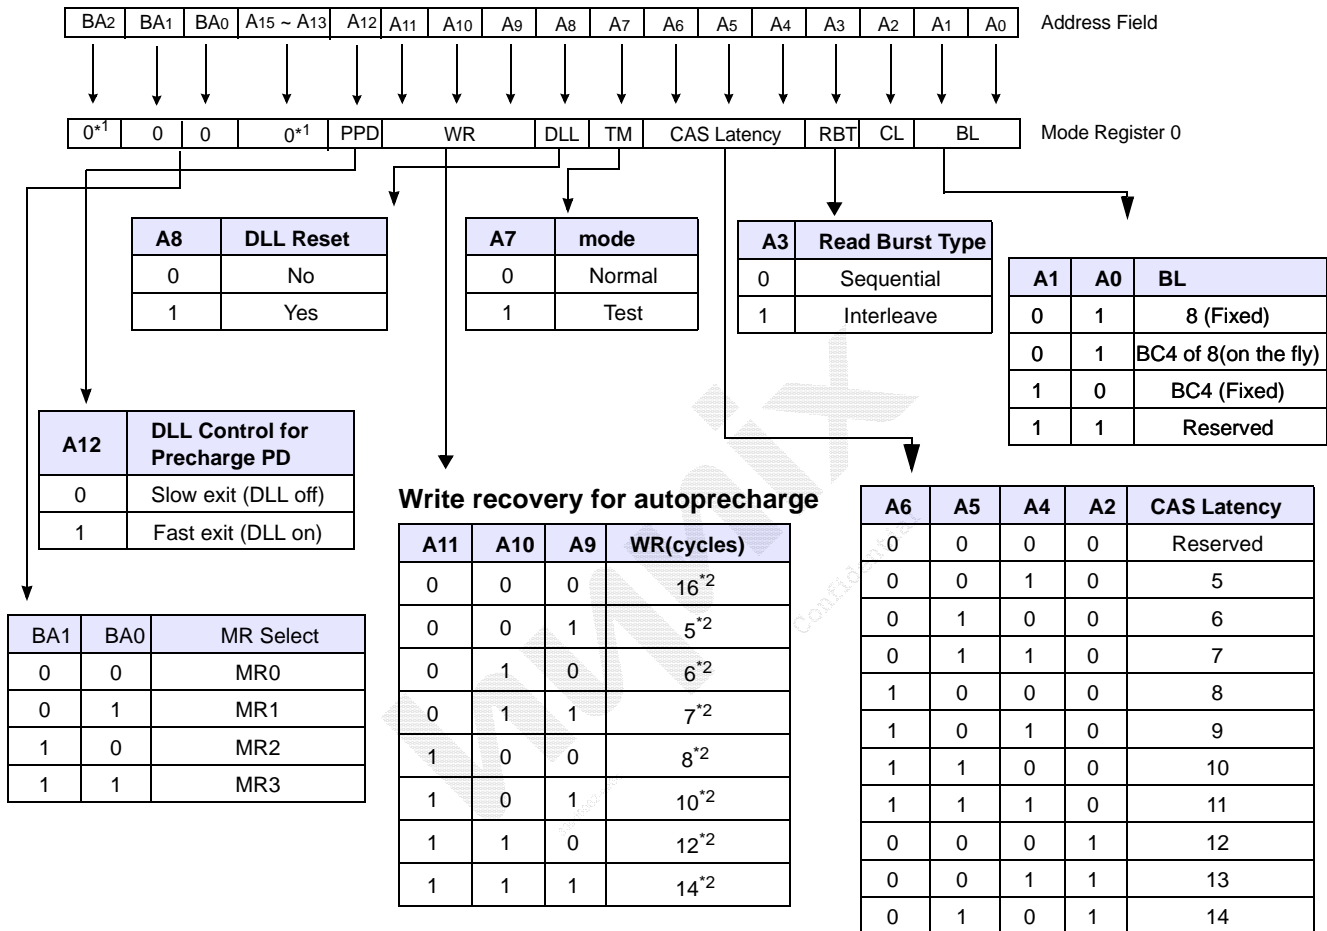 BA2 BA1 BA0 A15 ~ A13 A12 A11 A10 A9 A8 A7 A6 A5 A4 A3 A2 A1 A0 Address Field
0*1 0 0 0*1 PPD WR DLL TM CAS Latency RBT CL BL Mode Register 0
A8 DLL Reset
0 No
1 Yes
A7 mode
0 Normal
1 Test
A3 Read Burst Type
0 Sequential
1 Interleave
A1 A0 BL
0 1 8 (Fixed)
0 1 BC4 of 8(on the fly)
1 0 BC4 (Fixed)
1 1 Reserved
A12 DLL Control for
Precharge PD
0 Slow exit (DLL off)
1 Fast exit (DLL on)
BA1 BA0 MR Select
0 0 MR0
0 1 MR1
1 0 MR2
1 1 MR3
Write recovery for autoprecharge
A11 A10 A9 WR(cycles)
0 0 0 16*2
0 0 1 5*2
0 1 0 6*2
0 1 1 7*2
1 0 0 8*2
1 0 1 10*2
1 1 0 12*2
1 1 1 14*2
A6 A5 A4 A2 CAS Latency
0 0 0 0 Reserved
0 0 1 0 5
0 1 0 0 6
0 1 1 0 7
1 0 0 0 8
1 0 1 0 9
1 1 0 0 10
1 1 1 0 11
0 0 0 1 12
0 0 1 1 13
0 1 0 1 14
hynix
Confidential